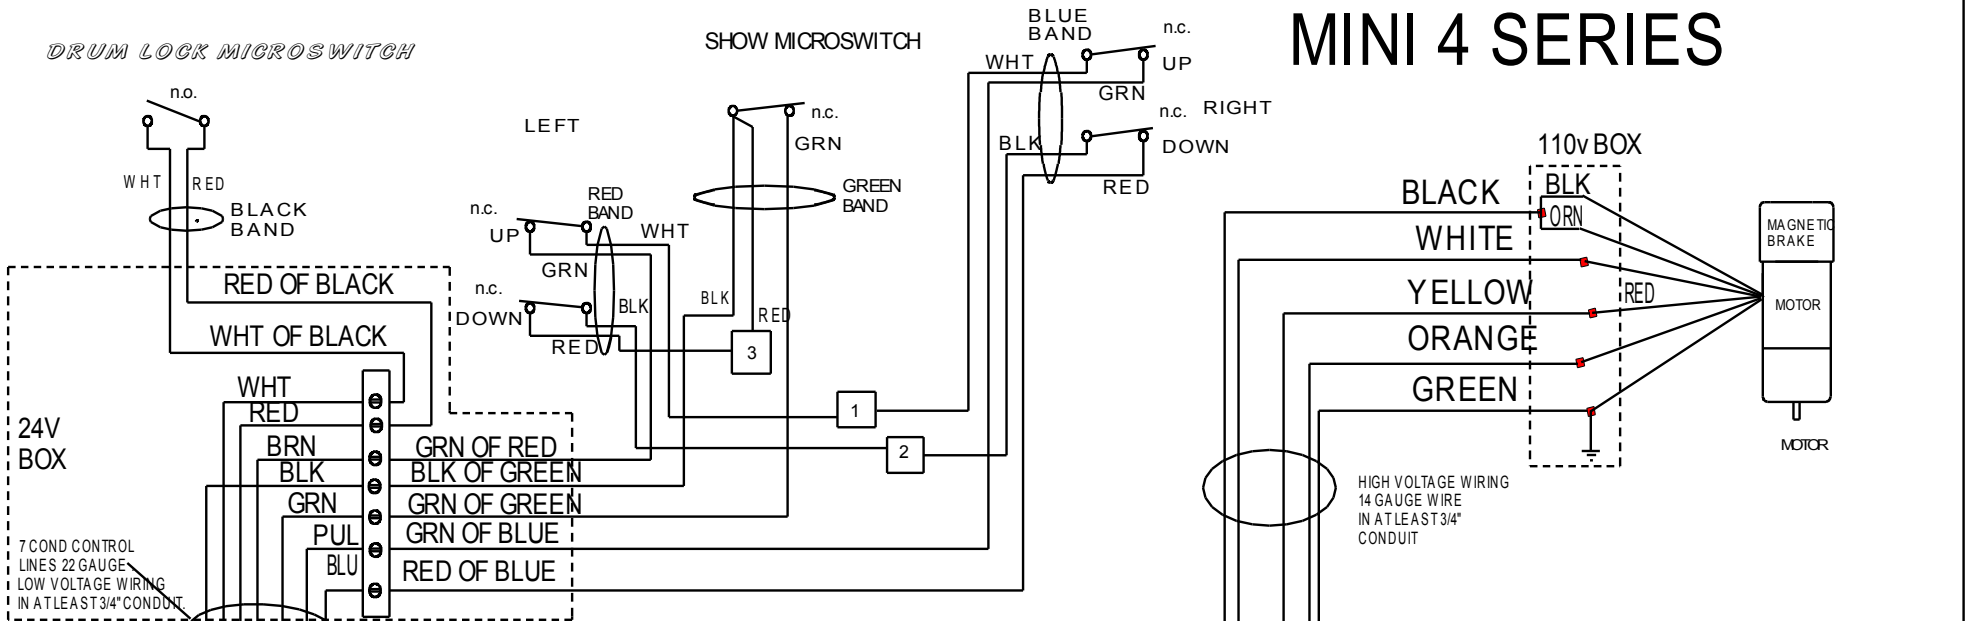 MINI 4 SERIES
DRUM LOCK MICROSWITCH
n.o.
WHT
RED
BLACK
BAND
LEFT
SHOW MICROSWITCH
n.c.
GRN
GREEN
BAND
BLK
RED
n.c.
UP
RED
BAND
WHT
GRN
n.c.
DOWN
BLK
RED
3
1
2
BLUE
BAND
n.c.
WHT
UP
GRN
n.c.
RIGHT
BLK
DOWN
RED
24V
BOX
RED OF BLACK
WHT OF BLACK
WHT
RED
BRN
BLK
GRN
PUL
BLU
GRN OF RED
BLK OF GREEN
GRN OF GREEN
GRN OF BLUE
RED OF BLUE
7 COND CONTROL
LINES 22 GAUGE
LOW VOLTAGE WIRING
IN AT LEAST 3/4" CONDUIT.
110v BOX
BLACK
BLK
ORN
WHITE
YELLOW
RED
ORANGE
GREEN
MAGNETIC
BRAKE
MOTOR
MOTOR
HIGH VOLTAGE WIRING
14 GAUGE WIRE
IN AT LEAST 3/4"
CONDUIT